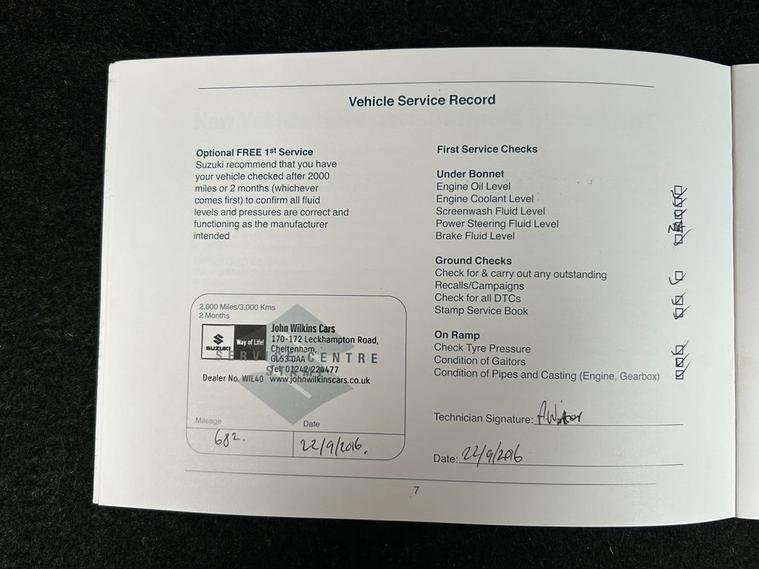 Vehicle Service Record
Optional FREE 1st Service
Suzuki recommend that you have
your vehicle checked after 2000
miles or 2 months (whichever
comes first) to confirm all fluid
levels and pressures are correct and
functioning as the manufacturer
intended
2,000 Miles/3,000 Kms
2 Months
SUZUKI
Way of Life!
John Wilkins Cars
170-172 Leckhampton Road,
Cheltenham,
GL53 0AA
SERVICE CENTRE
STAMP
Tel: 01242 224477
Dealer No. WIL40 www.johnwilkinscars.co.uk
Mileage
682.
Date
22/9/2016.
First Service Checks
Under Bonnet
Engine Oil Level
Engine Coolant Level
Screenwash Fluid Level
Power Steering Fluid Level
Brake Fluid Level
Ground Checks
Check for & carry out any outstanding
Recalls/Campaigns
Check for all DTCs
Stamp Service Book
On Ramp
Check Tyre Pressure
Condition of Gaitors
Condition of Pipes and Casting (Engine, Gearbox)
Technician Signature:
Date: 22/9/2016
7